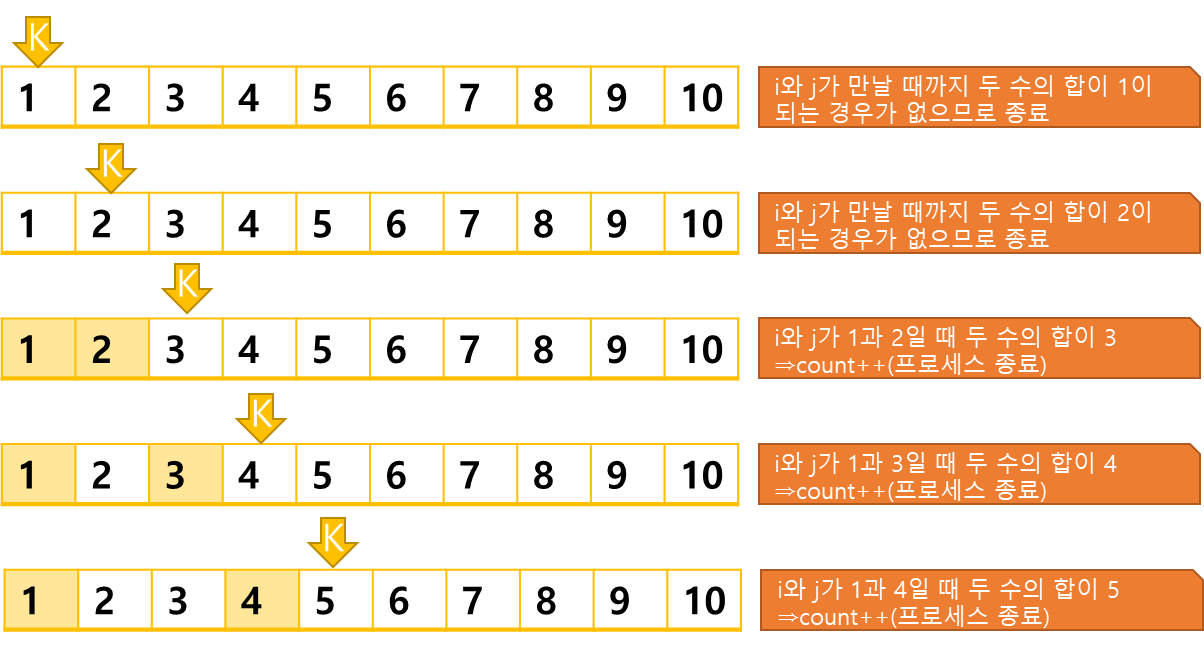 K
1 2 3 4 5 6 7 8 9 10
i와 j가 만날 때까지 두 수의 합이 1이
되는 경우가 없으므로 종료
K
1 2 3 4 5 6 7 8 9 10
i와 j가 만날 때까지 두 수의 합이 2이
되는 경우가 없으므로 종료
K
1 2 3 4 5 6 7 8 9 10
i와 j가 1과 2일 때 두 수의 합이 3
⇒count++(프로세스 종료)
K
1 2 3 4 5 6 7 8 9 10
i와 j가 1과 3일 때 두 수의 합이 4
⇒count++(프로세스 종료)
K
1 2 3 4 5 6 7 8 9 10
i와 j가 1과 4일 때 두 수의 합이 5
⇒count++(프로세스 종료)